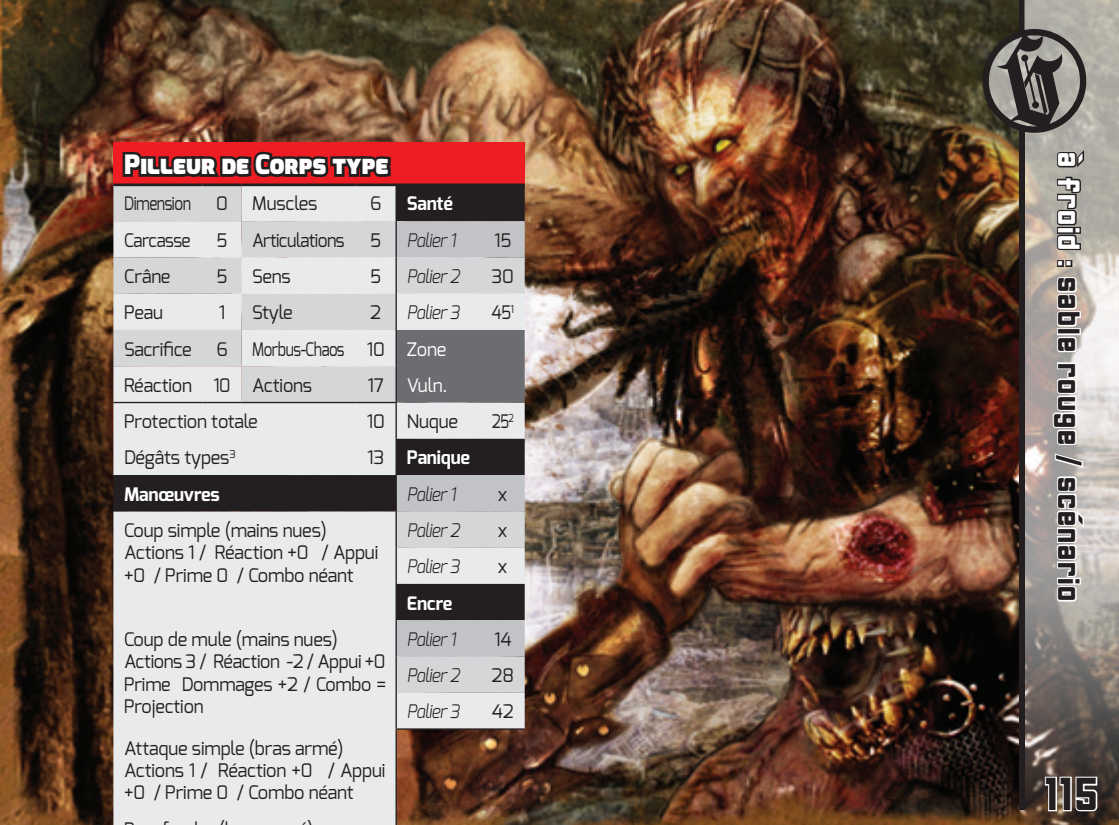 PILLEUR DE CORPS TYPE
Dimension 0 Muscles 6
Carcasse 5 Articulations 5
Crâne 5 Sens 5
Peau 1 Style 2
Sacrifice 6 Morbus-Chaos 10
Réaction 10 Actions 17
Protection totale 10
Dégâts types³ 13
Manœuvres
Coup simple (mains nues)
Actions 1 / Réaction +0 / Appui
+0 / Prime 0 / Combo néant
Coup de mule (mains nues)
Actions 3 / Réaction -2 / Appui +0
Prime Dommages +2 / Combo =
Projection
Attaque simple (bras armé)
Actions 1 / Réaction +0 / Appui
+0 / Prime 0 / Combo néant
Santé
Palier 1 15
Palier 2 30
Palier 3 45¹
Zone
Vuln.
Nuque 25²
Panique
Palier 1 x
Palier 2 x
Palier 3 x
Encre
Palier 1 14
Palier 2 28
Palier 3 42
à froid : sable rouge / scénario
115